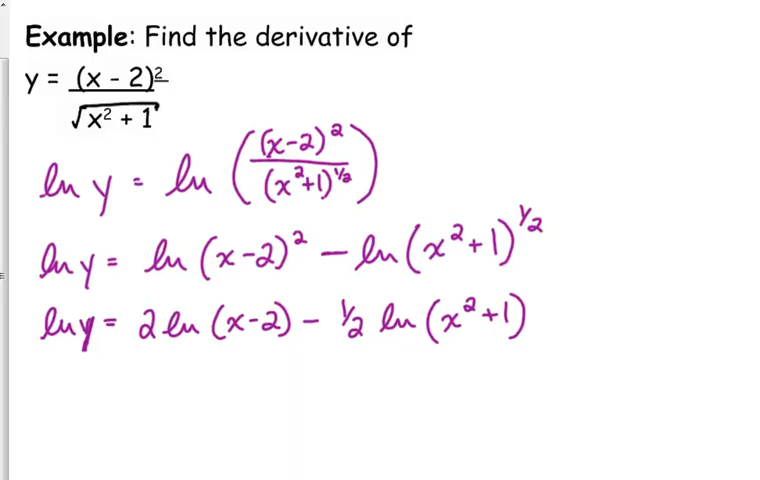 Example: Find the derivative of
y = (x - 2)²
√x² + 1
ln y = ln ((x-2)² / (x²+1)^½)
ln y = ln (x-2)² - ln (x²+1)^½
ln y = 2 ln (x-2) - ½ ln (x²+1)